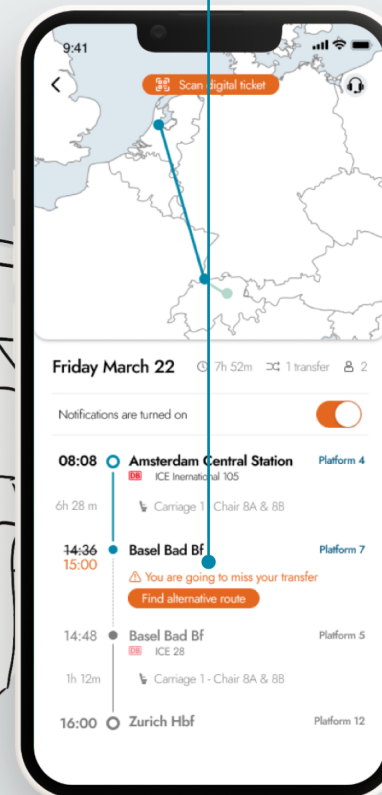 9:41
Scan digital ticket
Friday March 22 7h 52m 1 transfer 2
Notifications are turned on
08:08 Amsterdam Central Station Platform 4
DB ICE Inernational 105
6h 28 m Carriage 1 - Chair 8A & 8B
14:36 Basel Bad Bf Platform 7
15:00
You are going to miss your transfer
Find alternative route
14:48 Basel Bad Bf Platform 5
DB ICE 28
1h 12m Carriage 1 - Chair 8A & 8B
16:00 Zurich Hbf Platform 12